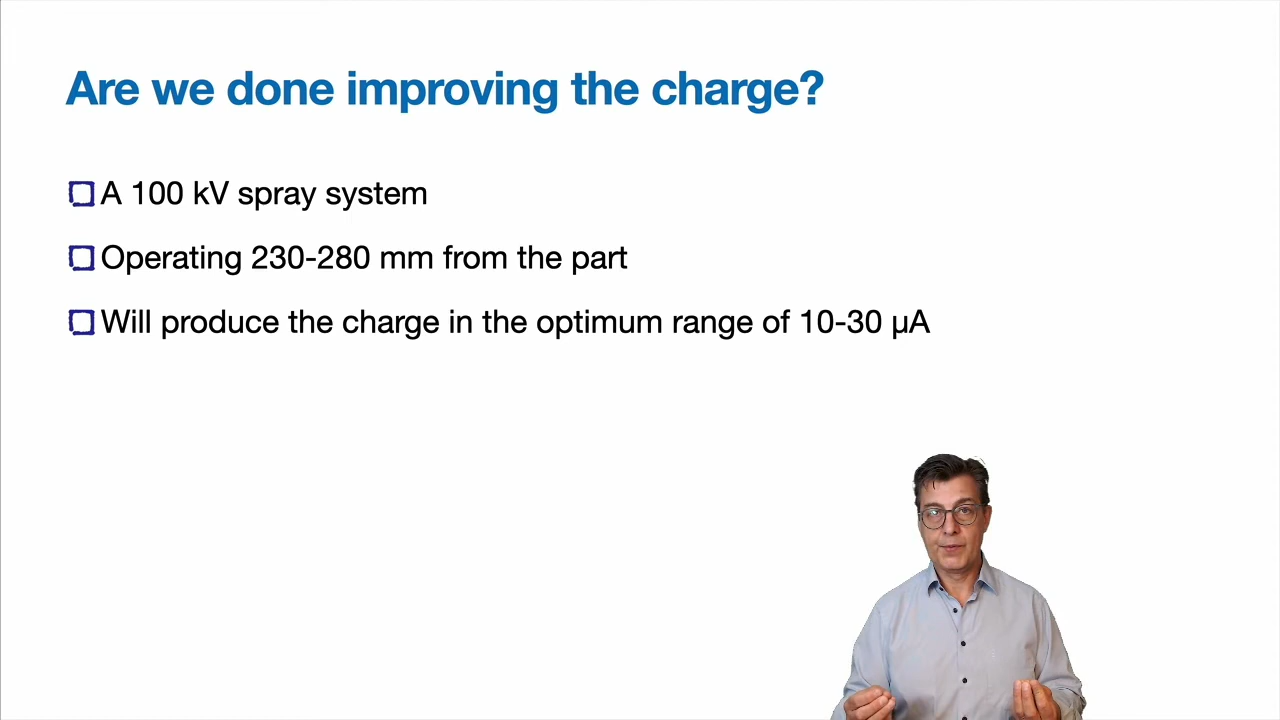 Are we done improving the charge?
A 100 kV spray system
Operating 230-280 mm from the part
Will produce the charge in the optimum range of 10-30 µA